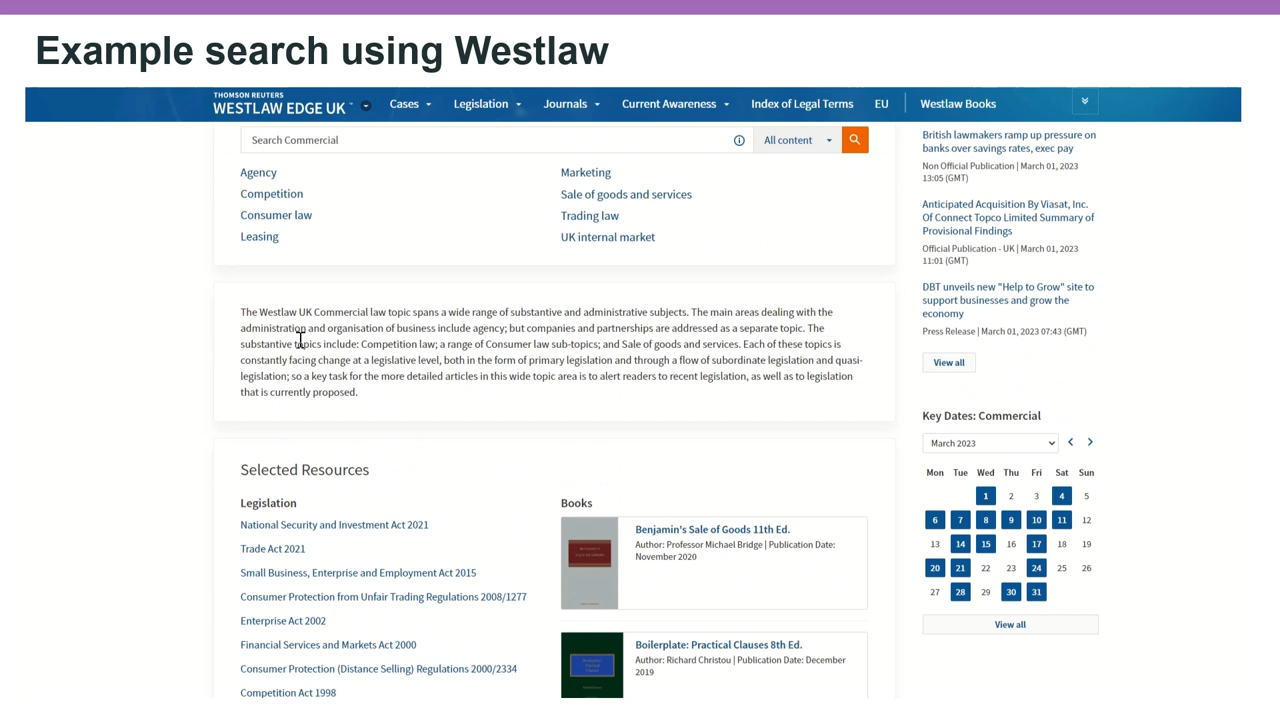 Example search using Westlaw
THOMSON REUTERS
WESTLAW EDGE UK
Cases
Legislation
Journals
Current Awareness
Index of Legal Terms
EU
Westlaw Books
Search Commercial
All content
Agency
Competition
Consumer law
Leasing
Marketing
Sale of goods and services
Trading law
UK internal market
The Westlaw UK Commercial law topic spans a wide range of substantive and administrative subjects. The main areas dealing with the
administration and organisation of business include agency; but companies and partnerships are addressed as a separate topic. The
substantive topics include: Competition law; a range of Consumer law sub-topics; and Sale of goods and services. Each of these topics is
constantly facing change at a legislative level, both in the form of primary legislation and through a flow of subordinate legislation and quasi-
legislation; so a key task for the more detailed articles in this wide topic area is to alert readers to recent legislation, as well as to legislation
that is currently proposed.
Selected Resources
Legislation
National Security and Investment Act 2021
Trade Act 2021
Small Business, Enterprise and Employment Act 2015
Consumer Protection from Unfair Trading Regulations 2008/1277
Enterprise Act 2002
Financial Services and Markets Act 2000
Consumer Protection (Distance Selling) Regulations 2000/2334
Competition Act 1998
Books
Benjamin's Sale of Goods 11th Ed.
Author: Professor Michael Bridge | Publication Date:
November 2020
Boilerplate: Practical Clauses 8th Ed.
Author: Richard Christou | Publication Date: December
2019
British lawmakers ramp up pressure on
banks over savings rates, exec pay
Non Official Publication | March 01, 2023
13:05 (GMT)
Anticipated Acquisition By Viasat, Inc.
Of Connect Topco Limited Summary of
Provisional Findings
Official Publication - UK | March 01, 2023
11:01 (GMT)
DBT unveils new "Help to Grow" site to
support businesses and grow the
economy
Press Release | March 01, 2023 07:43 (GMT)
View all
Key Dates: Commercial
March 2023
Mon Tue Wed Thu Fri Sat Sun
1 2 3 4 5
6 7 8 9 10 11 12
13 14 15 16 17 18 19
20 21 22 23 24 25 26
27 28 29 30 31
View all